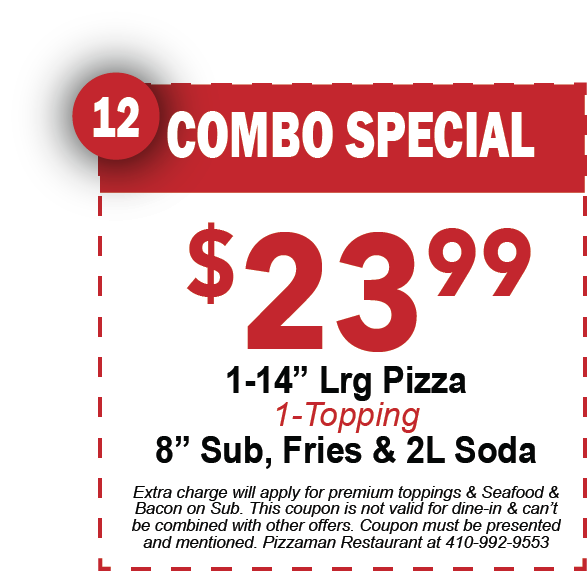 12 COMBO SPECIAL
$23.99
1-14” Lrg Pizza
1-Topping
8” Sub, Fries & 2L Soda
Extra charge will apply for premium toppings & Seafood &
Bacon on Sub. This coupon is not valid for dine-in & can’t
be combined with other offers. Coupon must be presented
and mentioned. Pizzaman Restaurant at 410-992-9553